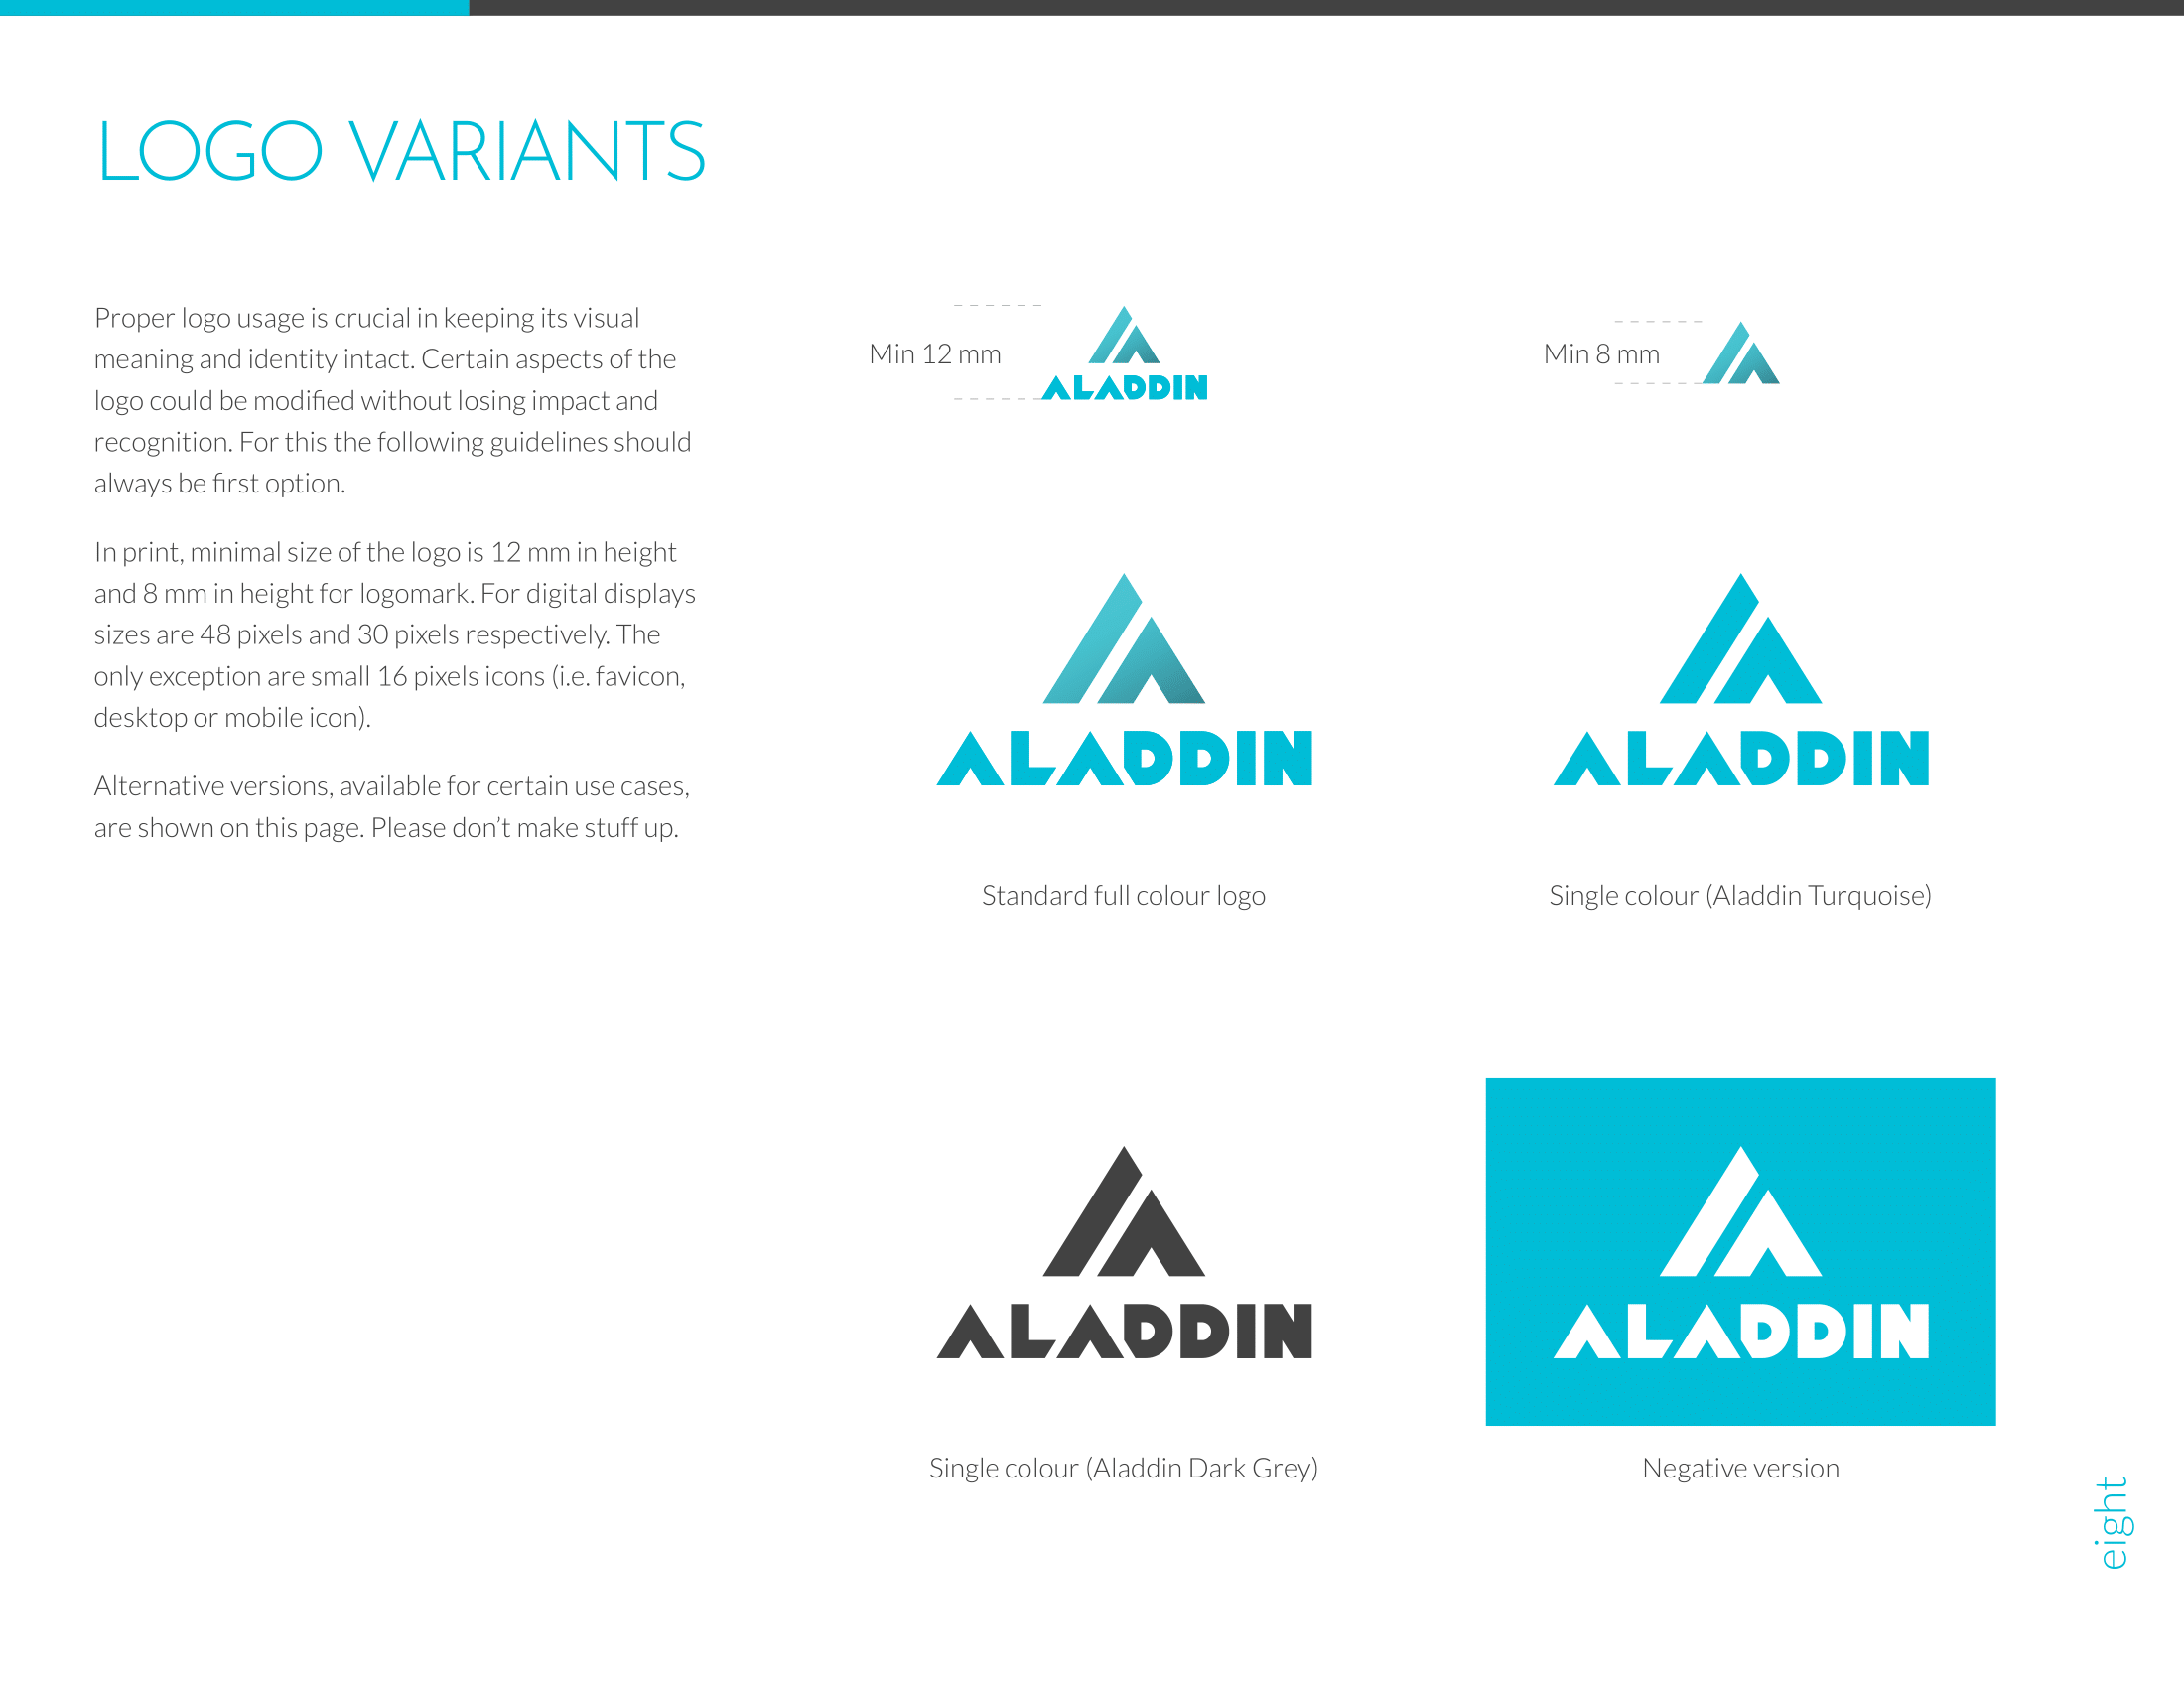 LOGO VARIANTS
Proper logo usage is crucial in keeping its visual
meaning and identity intact. Certain aspects of the
logo could be modified without losing impact and
recognition. For this the following guidelines should
always be first option.
In print, minimal size of the logo is 12 mm in height
and 8 mm in height for logomark. For digital displays
sizes are 48 pixels and 30 pixels respectively. The
only exception are small 16 pixels icons (i.e. favicon,
desktop or mobile icon).
Alternative versions, available for certain use cases,
are shown on this page. Please don’t make stuff up.
Min 12 mm
ALADDIN
Min 8 mm
ALADDIN
Standard full colour logo
ALADDIN
Single colour (Aladdin Turquoise)
ALADDIN
Single colour (Aladdin Dark Grey)
ALADDIN
Negative version
eight